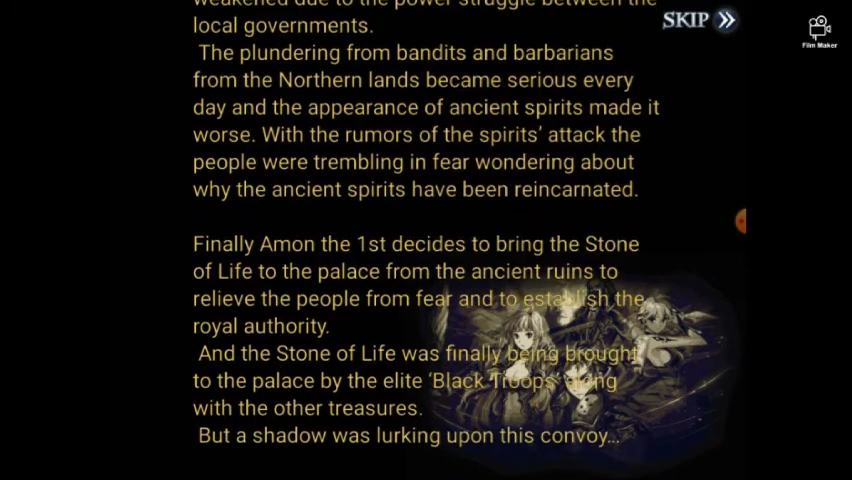 weakened due to the power struggle between the
local governments.
The plundering from bandits and barbarians
from the Northern lands became serious every
day and the appearance of ancient spirits made it
worse. With the rumors of the spirits’ attack the
people were trembling in fear wondering about
why the ancient spirits have been reincarnated.
Finally Amon the 1st decides to bring the Stone
of Life to the palace from the ancient ruins to
relieve the people from fear and to establish the
royal authority.
And the Stone of Life was finally being brought
to the palace by the elite ‘Black Troops’ along
with the other treasures.
But a shadow was lurking upon this convoy...
SKIP
Film Maker